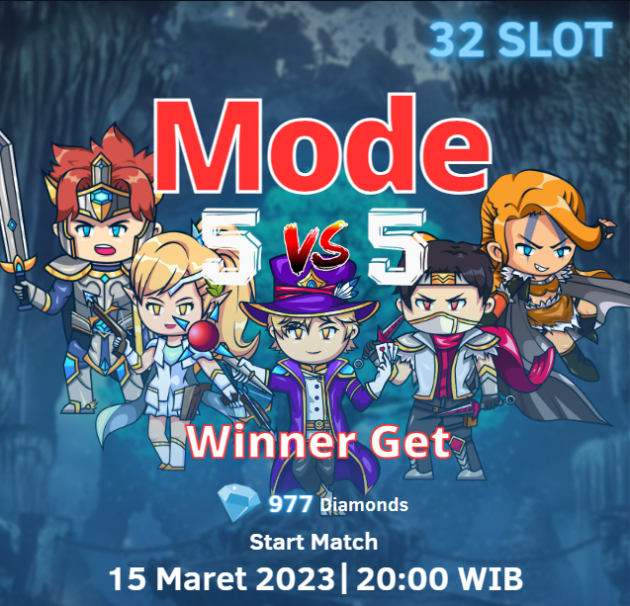 32 SLOT
Mode
5 VS 5
Winner Get
977 Diamonds
Start Match
15 Maret 2023| 20:00 WIB